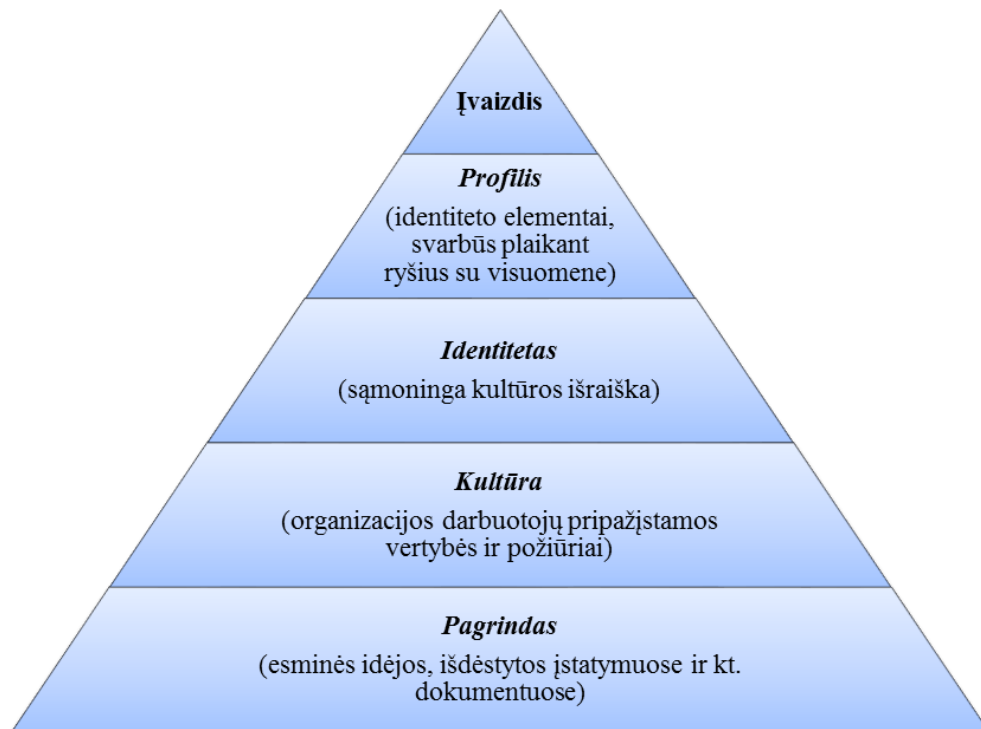 Įvaizdis
Profilis
(identiteto elementai,
svarbūs plaikant
ryšius su visuomene)
Identitetas
(sąmoninga kultūros išraiška)
Kultūra
(organizacijos darbuotojų pripažįstamos
vertybės ir požiūriai)
Pagrindas
(esminės idėjos, išdėstytos įstatymuose ir kt.
dokumentuose)